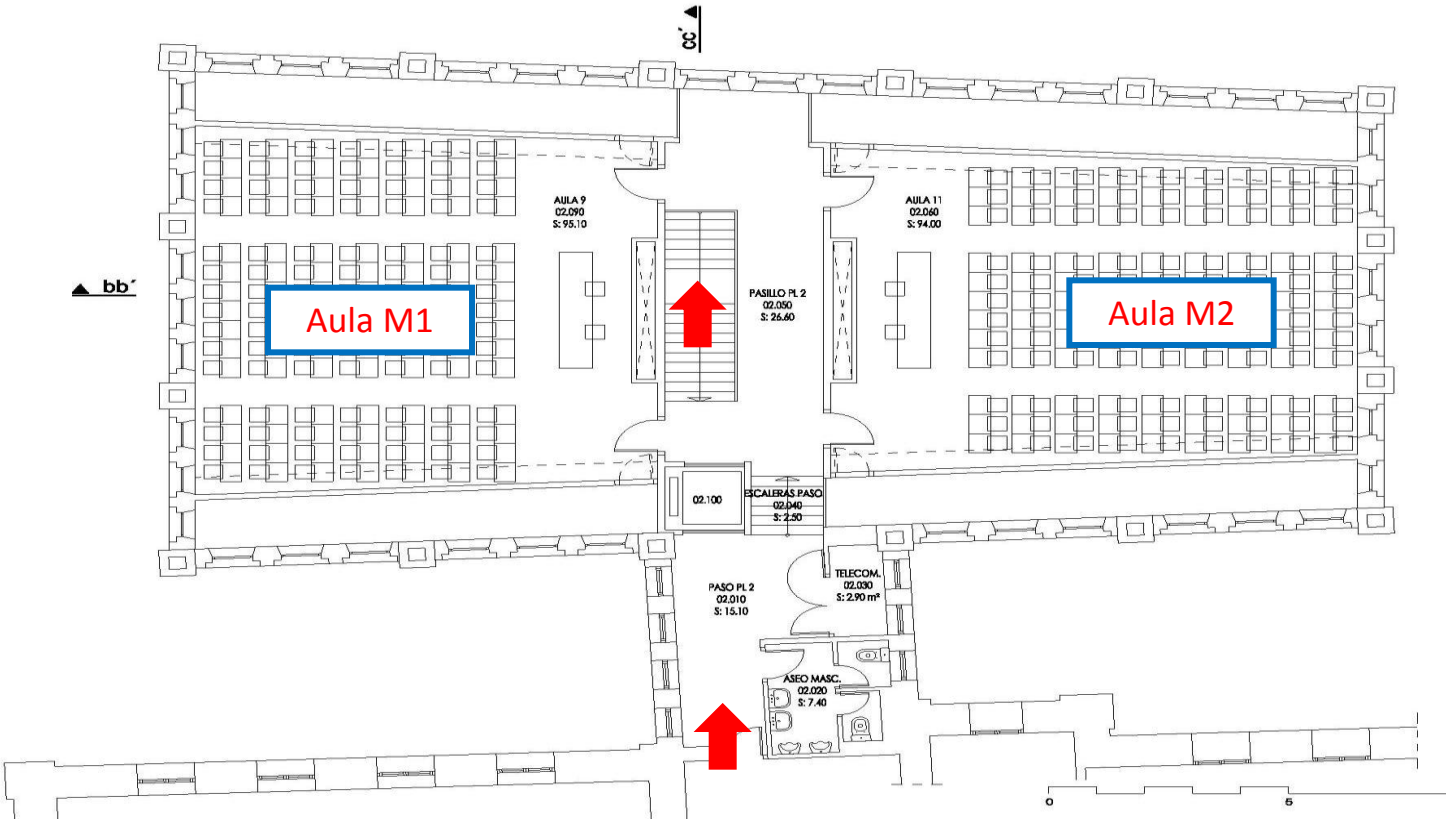 cc´
bb´
AULA 9
02.090
S: 95.10
AULA 11
02.060
S: 94.00
PASILLO PL 2
02.050
S: 26.60
Aula M1
Aula M2
02.100
ESCALERAS PASO
02.040
S: 2.50
PASO PL 2
02.010
S: 15.10
TELECOM.
02.030
S: 2.90 m²
ASEO MASC.
02.020
S: 7.40
0
5